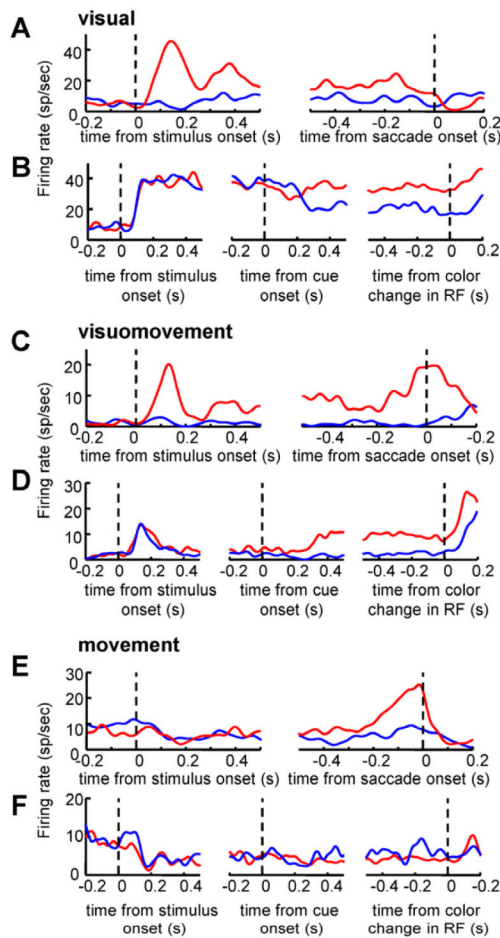 A visual
Firing rate (sp/sec)
40
20
0
-0.2 0 0.2 0.4
time from stimulus onset (s)
-0.4 -0.2 0 0.2
time from saccade onset (s)
B
40
20
0
-0.2 0 0.2 0.5
time from stimulus
onset (s)
-0.2 0 0.2 0.5
time from cue
onset (s)
-0.4 -0.2 0 0.2
time from color
change in RF (s)
C visuomovement
Firing rate (sp/sec)
20
10
0
-0.2 0 0.2 0.4
time from stimulus onset (s)
-0.4 -0.2 0 0.2
time from saccade onset (s)
D
30
20
10
0
-0.2 0 0.2 0.5
time from stimulus
onset (s)
-0.2 0 0.2 0.5
time from cue
onset (s)
-0.4 -0.2 0 0.2
time from color
change in RF (s)
E movement
Firing rate (sp/sec)
30
20
10
0
-0.2 0 0.2 0.4
time from stimulus onset (s)
-0.4 -0.2 0 0.2
time from saccade onset (s)
F
20
10
0
-0.2 0 0.2 0.5
time from stimulus
onset (s)
-0.2 0 0.2 0.5
time from cue
onset (s)
-0.4 -0.2 0 -0.2
time from color
change in RF (s)